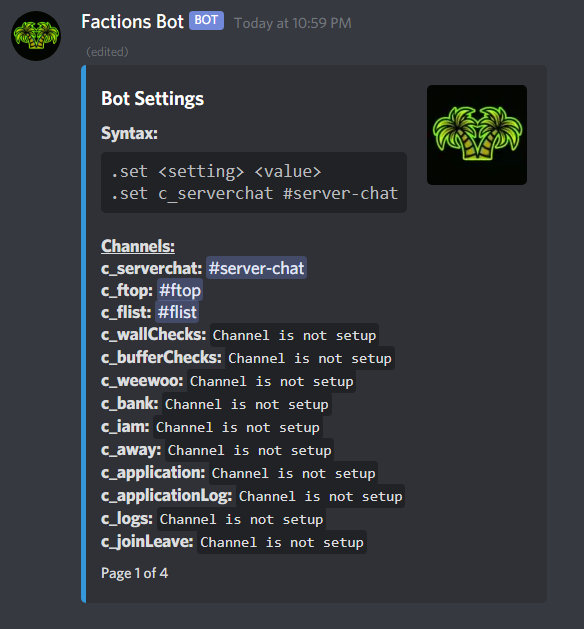 Factions Bot BOT Today at 10:59 PM
(edited)
Bot Settings
Syntax:
.set <setting> <value>
.set c_serverchat #server-chat
Channels:
c_serverchat: #server-chat
c_ftop: #ftop
c_flist: #flist
c_wallChecks: Channel is not setup
c_bufferChecks: Channel is not setup
c_weewoo: Channel is not setup
c_bank: Channel is not setup
c_iam: Channel is not setup
c_away: Channel is not setup
c_application: Channel is not setup
c_applicationLog: Channel is not setup
c_logs: Channel is not setup
c_joinLeave: Channel is not setup
Page 1 of 4